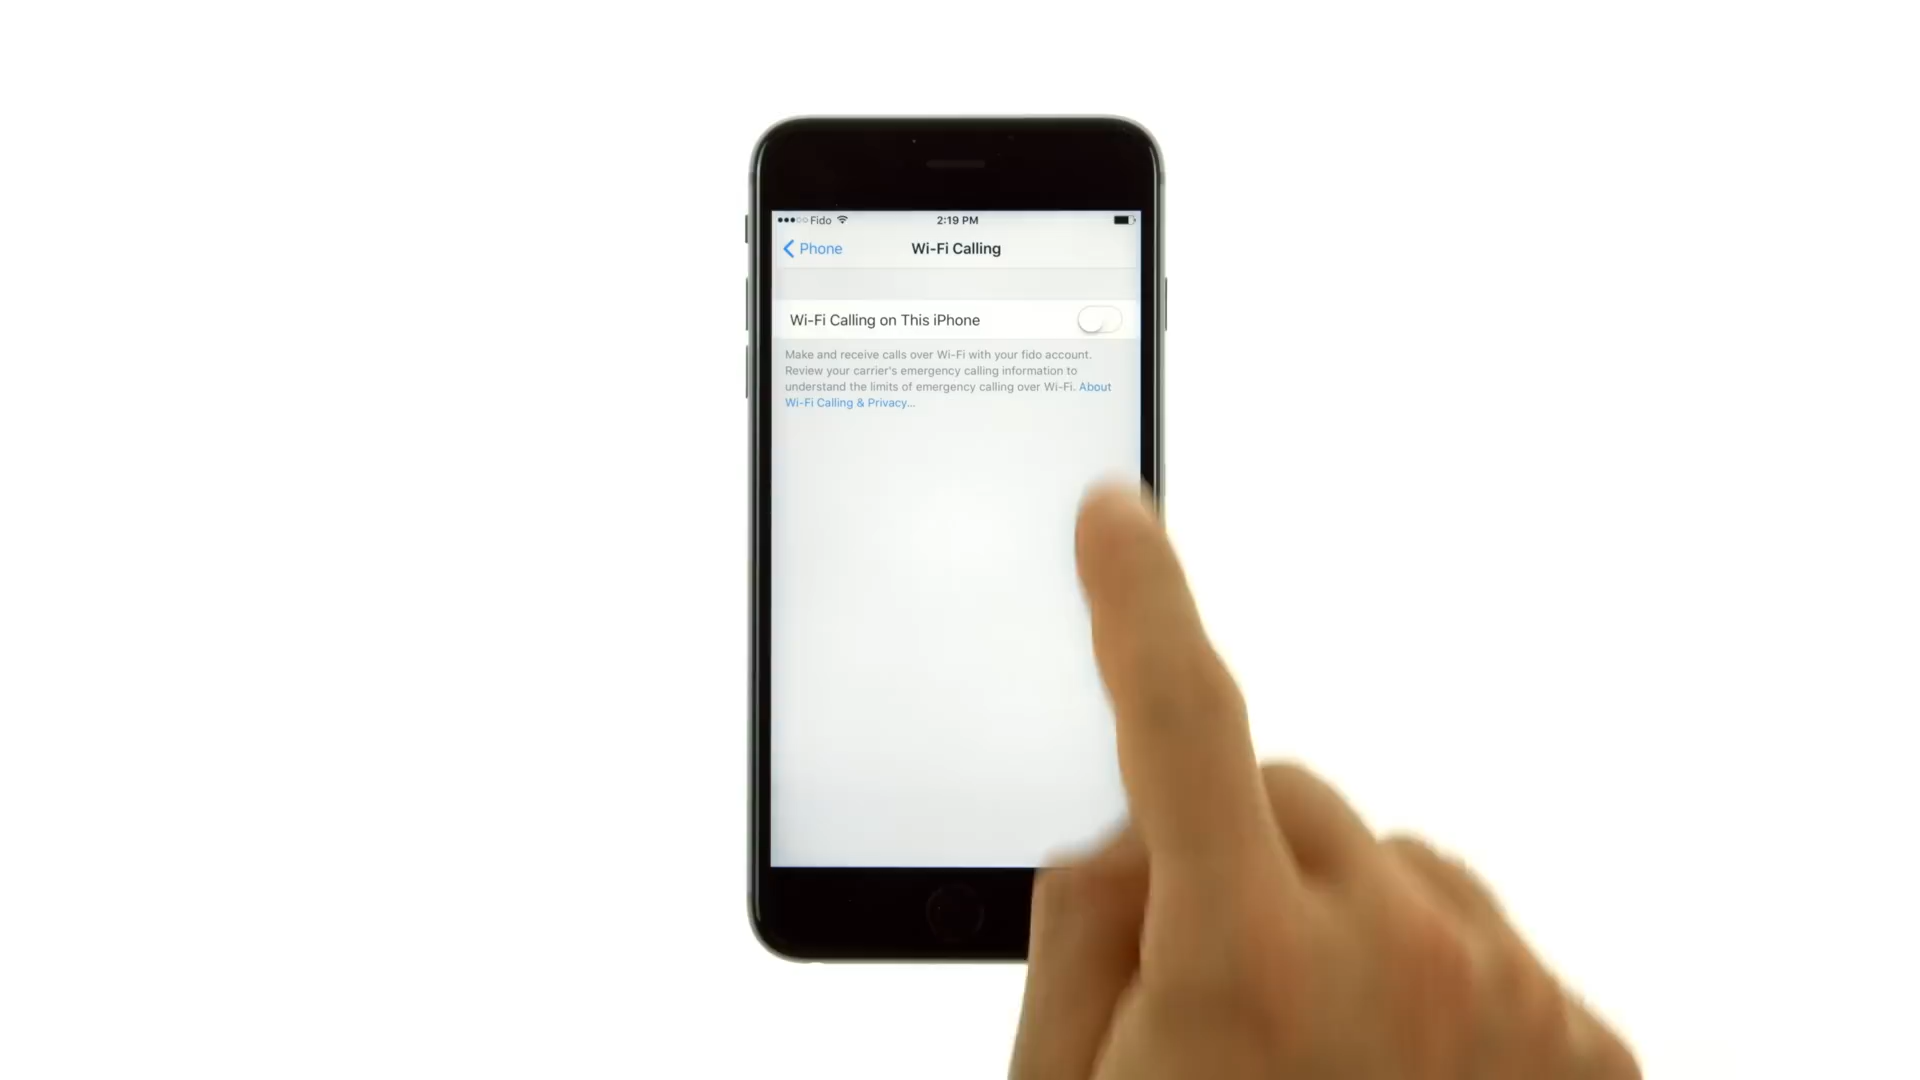 Fido
2:19 PM
Phone
Wi-Fi Calling
Wi-Fi Calling on This iPhone
Make and receive calls over Wi-Fi with your fido account.
Review your carrier's emergency calling information to
understand the limits of emergency calling over Wi-Fi. About
Wi-Fi Calling & Privacy...